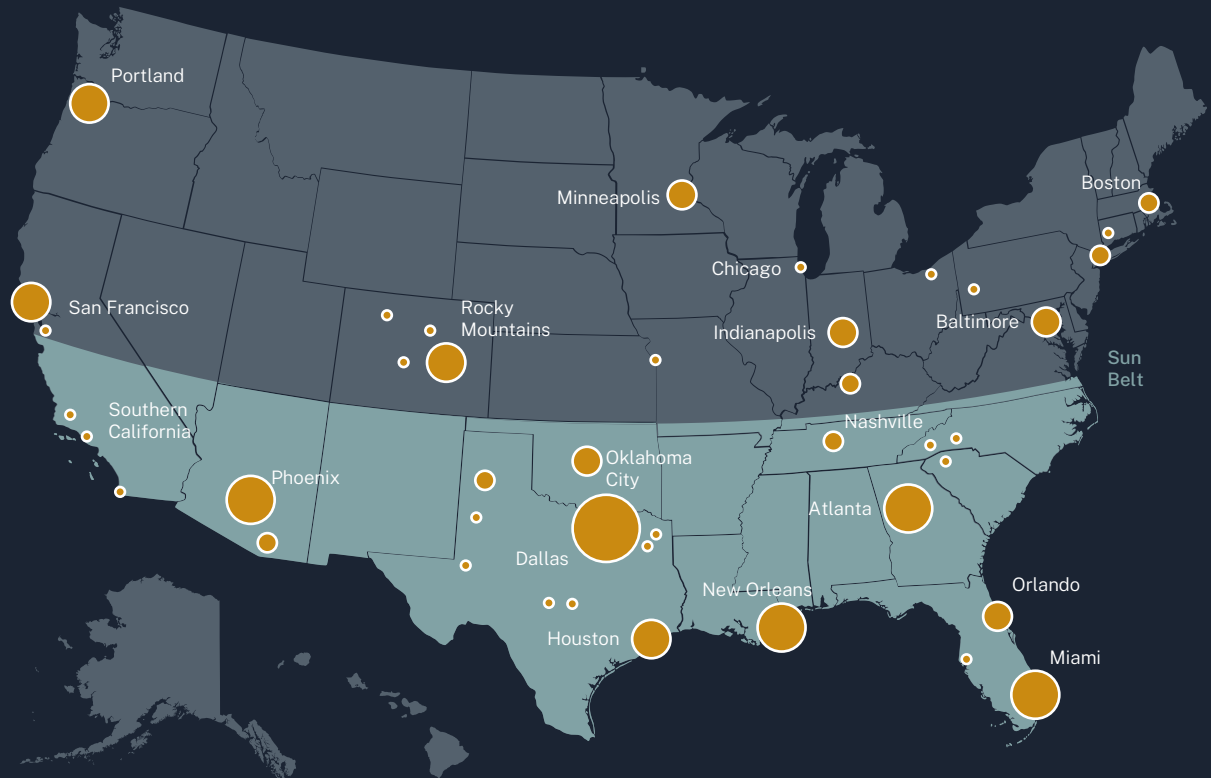 Portland
Boston
Minneapolis
Chicago
San Francisco
Rocky
Mountains
Indianapolis
Baltimore
Sun
Belt
Southern
California
Nashville
Phoenix
Oklahoma
City
Atlanta
Dallas
New Orleans
Orlando
Houston
Miami